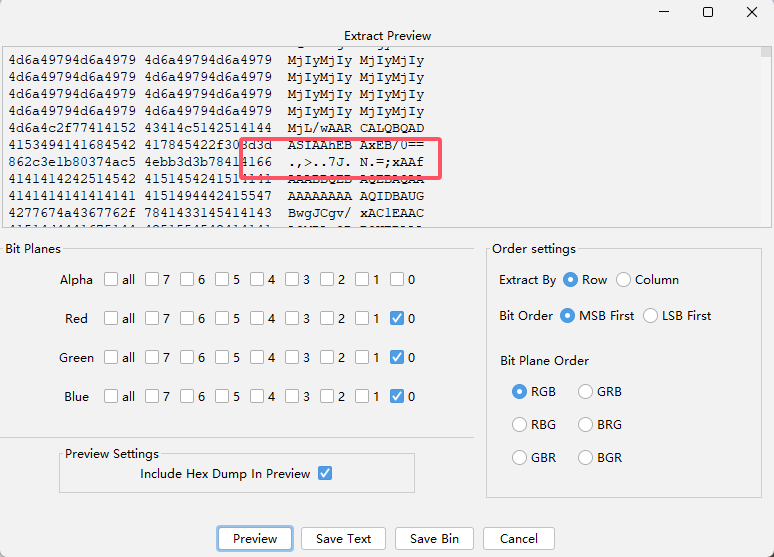 Extract Preview
4d6a49794d6a4979 4d6a49794d6a4979 MjIyMjIy MjIyMjIy
4d6a49794d6a4979 4d6a49794d6a4979 MjIyMjIy MjIyMjIy
4d6a49794d6a4979 4d6a49794d6a4979 MjIyMjIy MjIyMjIy
4d6a49794d6a4979 4d6a49794d6a4979 MjIyMjIy MjIyMjIy
4d6a4c2f77414152 43414c5142514144 MjL/wAAR CALQBQAD
4153494141684542 417845422f303d3d ASIAAhEB AxEB/0==
862c3e1b80374ac5 4ebb3d3b78414166 .,>..7J. N.=;xAAf
4141414242514542 4151454241514141 AAABBQEB AQEBAQAA
4141414141414141 4151494442415547 AAAAAAAA AQIDBAUG
4277674a4367762f 7841433145414143 BwgJCgv/ xAC1EAAC
Bit Planes
Alpha all 7 6 5 4 3 2 1 0
Red all 7 6 5 4 3 2 1 0
Green all 7 6 5 4 3 2 1 0
Blue all 7 6 5 4 3 2 1 0
Preview Settings
Include Hex Dump In Preview
Order settings
Extract By Row Column
Bit Order MSB First LSB First
Bit Plane Order
RGB GRB
RBG BRG
GBR BGR
Preview Save Text Save Bin Cancel